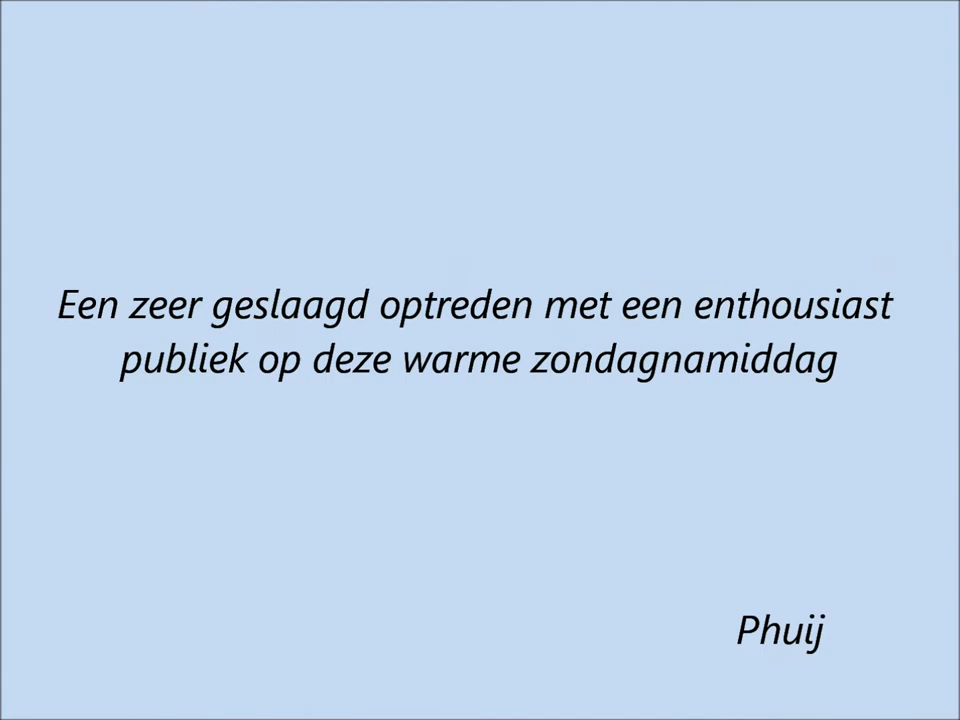 Een zeer geslaagd optreden met een enthousiast
publiek op deze warme zondagnamiddag
Phuij